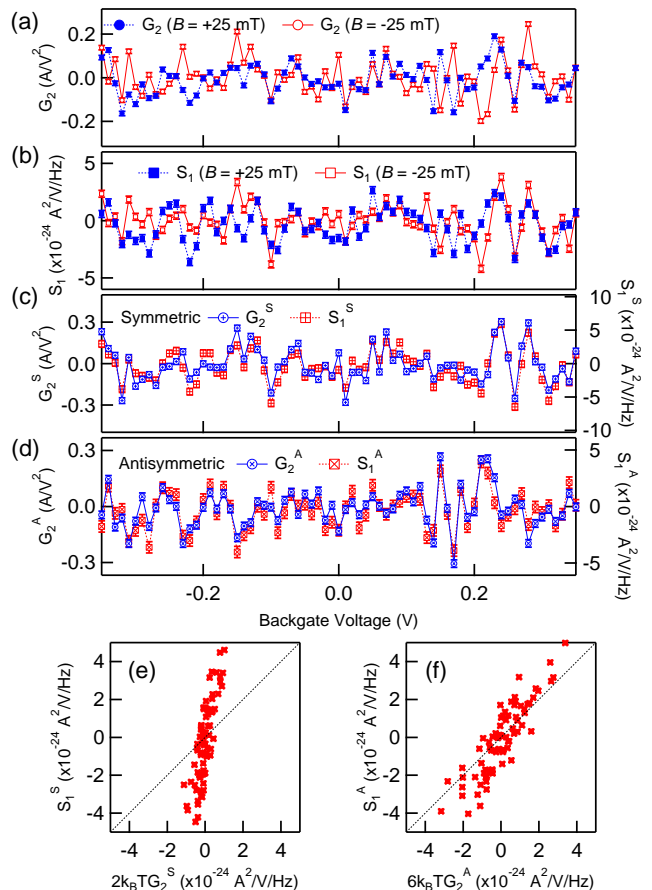 (a)
G₂ (B = +25 mT) G₂ (B = -25 mT)
0.2
0.0
-0.2
G₂ (A/V²)
(b)
S₁ (B = +25 mT) S₁ (B = -25 mT)
5
0
-5
S₁ (x10⁻²⁴ A²/V/Hz)
(c)
Symmetric G₂ˢ S₁ˢ
0.3
0.0
-0.3
G₂ˢ (A/V²)
10
5
0
-5
-10
S₁ˢ (x10⁻²⁴ A²/V/Hz)
(d)
Antisymmetric G₂ᴬ S₁ᴬ
0.3
0.0
-0.3
G₂ᴬ (A/V²)
5
0
-5
S₁ᴬ (x10⁻²⁴ A²/V/Hz)
-0.2 0.0 0.2
Backgate Voltage (V)
(e)
4
2
0
-2
-4
S₁ˢ (x10⁻²⁴ A²/V/Hz)
-4 -2 0 2 4
2k_BTG₂ˢ (x10⁻²⁴ A²/V/Hz)
(f)
4
2
0
-2
-4
S₁ᴬ (x10⁻²⁴ A²/V/Hz)
-4 -2 0 2 4
6k_BTG₂ᴬ (x10⁻²⁴ A²/V/Hz)